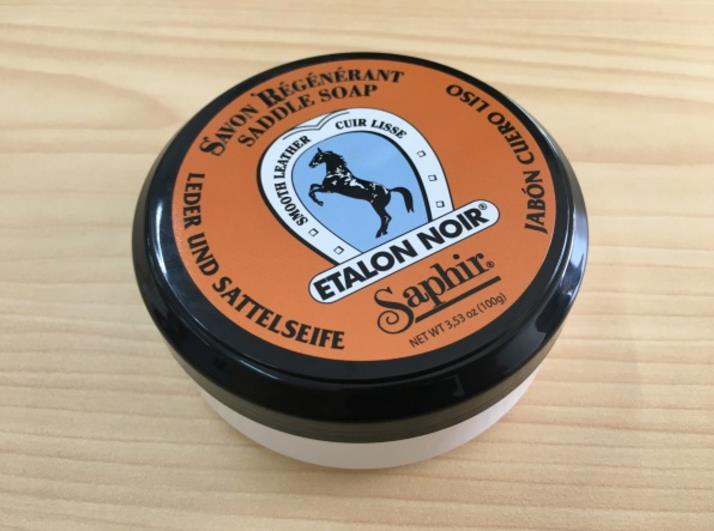 SAVON RÉGÉNÉRANT
SADDLE SOAP
SMOOTH LEATHER
CUIR LISSE
ETALON NOIR®
Saphir®
NET WT 3,53 oz (100g)
LEDER UND SATTELSEIFE
JABÓN CUERO LISO